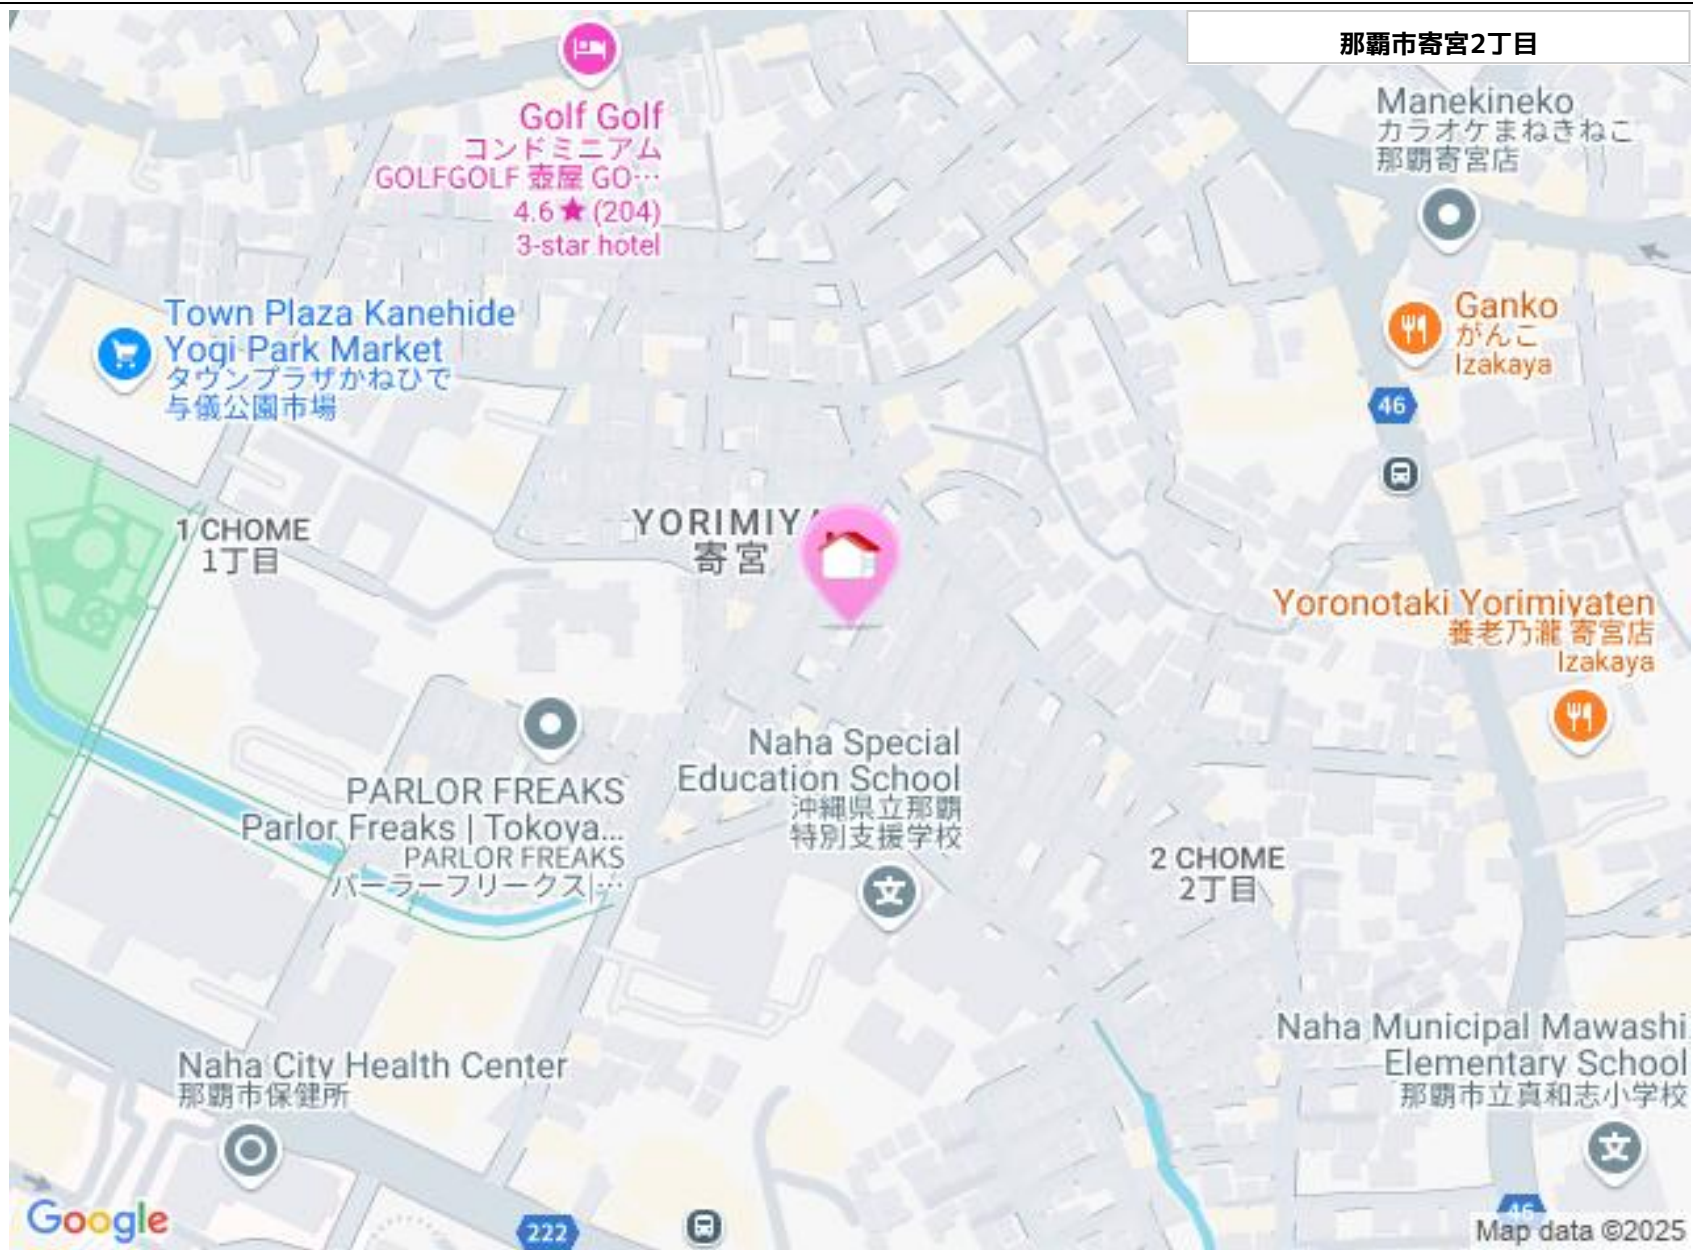 那覇市寄宮2丁目
Golf Golf
コンドミニアム
GOLFGOLF 壺屋 GO…
4.6★ (204)
3-star hotel
Manekineko
カラオケまねきねこ
那覇寄宮店
Town Plaza Kanehide
Yogi Park Market
タウンプラザかねひで
与儀公園市場
Ganko
がんこ
Izakaya
46
1 CHOME
1丁目
YORIMIY
寄宮
Yoronotaki Yorimiyaten
養老乃瀧 寄宮店
Izakaya
PARLOR FREAKS
Parlor Freaks | Tokoya...
PARLOR FREAKS
パーラーフリークス|…
Naha Special
Education School
沖縄県立那覇
特別支援学校
2 CHOME
2丁目
Naha City Health Center
那覇市保健所
Naha Municipal Mawashi
Elementary School
那覇市立真和志小学校
222
46
Google
Map data ©2025